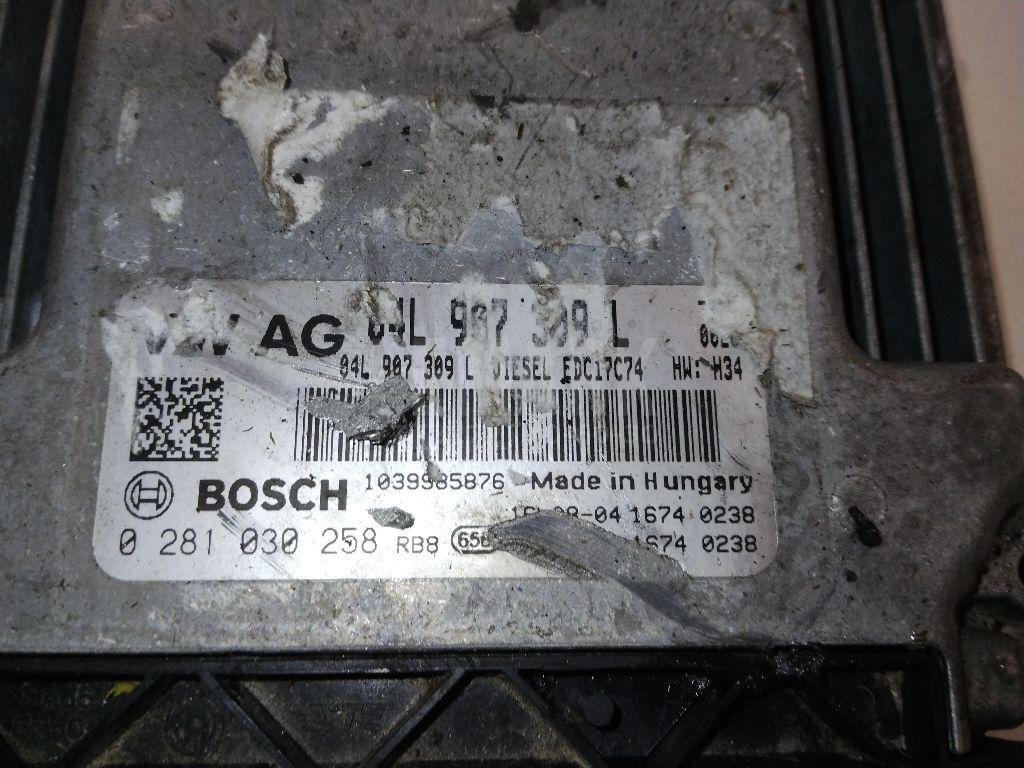 AG 04L 907 309 L
04L 907 309 L DIESEL EDC17C74 HW: H34
BOSCH 1039985876 Made in Hungary
1674 0238
0 281 030 258 RB8 1674 0238